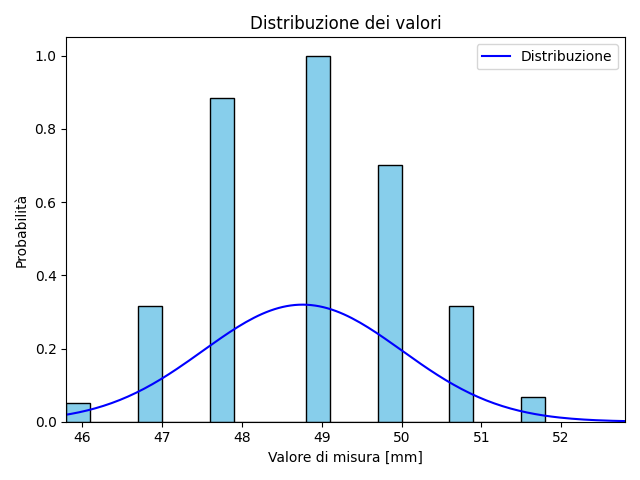 Distribuzione dei valori
Distribuzione
Probabilità
1.0
0.8
0.6
0.4
0.2
0.0
46 47 48 49 50 51 52
Valore di misura [mm]